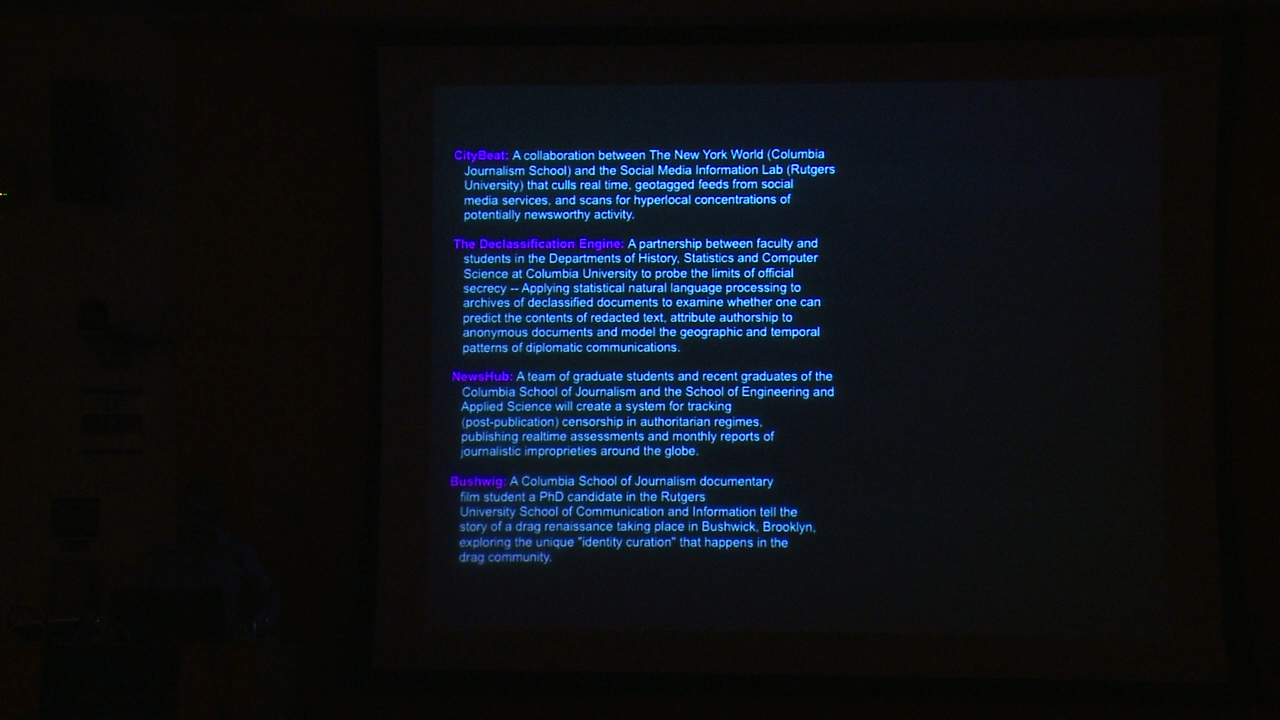 CityBeat: A collaboration between The New York World (Columbia
Journalism School) and the Social Media Information Lab (Rutgers
University) that culls real time, geotagged feeds from social
media services, and scans for hyperlocal concentrations of
potentially newsworthy activity.
The Declassification Engine: A partnership between faculty and
students in the Departments of History, Statistics and Computer
Science at Columbia University to probe the limits of official
secrecy -- Applying statistical natural language processing to
archives of declassified documents to examine whether one can
predict the contents of redacted text, attribute authorship to
anonymous documents and model the geographic and temporal
patterns of diplomatic communications.
NewsHub: A team of graduate students and recent graduates of the
Columbia School of Journalism and the School of Engineering and
Applied Science will create a system for tracking
(post-publication) censorship in authoritarian regimes,
publishing realtime assessments and monthly reports of
journalistic improprieties around the globe.
Bushwig: A Columbia School of Journalism documentary
film student a PhD candidate in the Rutgers
University School of Communication and Information tell the
story of a drag renaissance taking place in Bushwick, Brooklyn,
exploring the unique "identity curation" that happens in the
drag community.